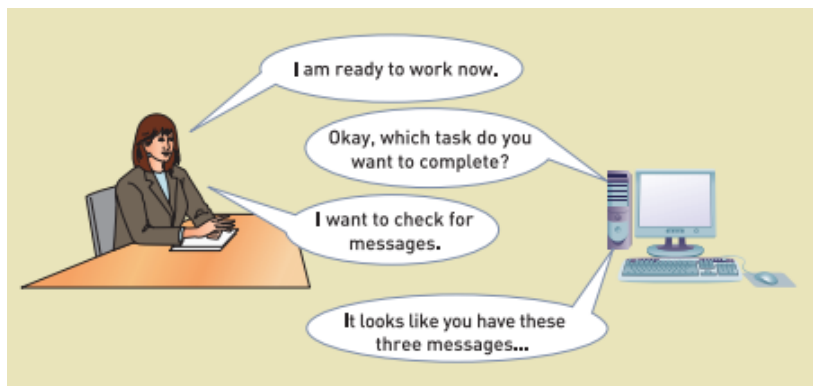 I am ready to work now.
Okay, which task do you
want to complete?
I want to check for
messages.
It looks like you have these
three messages...